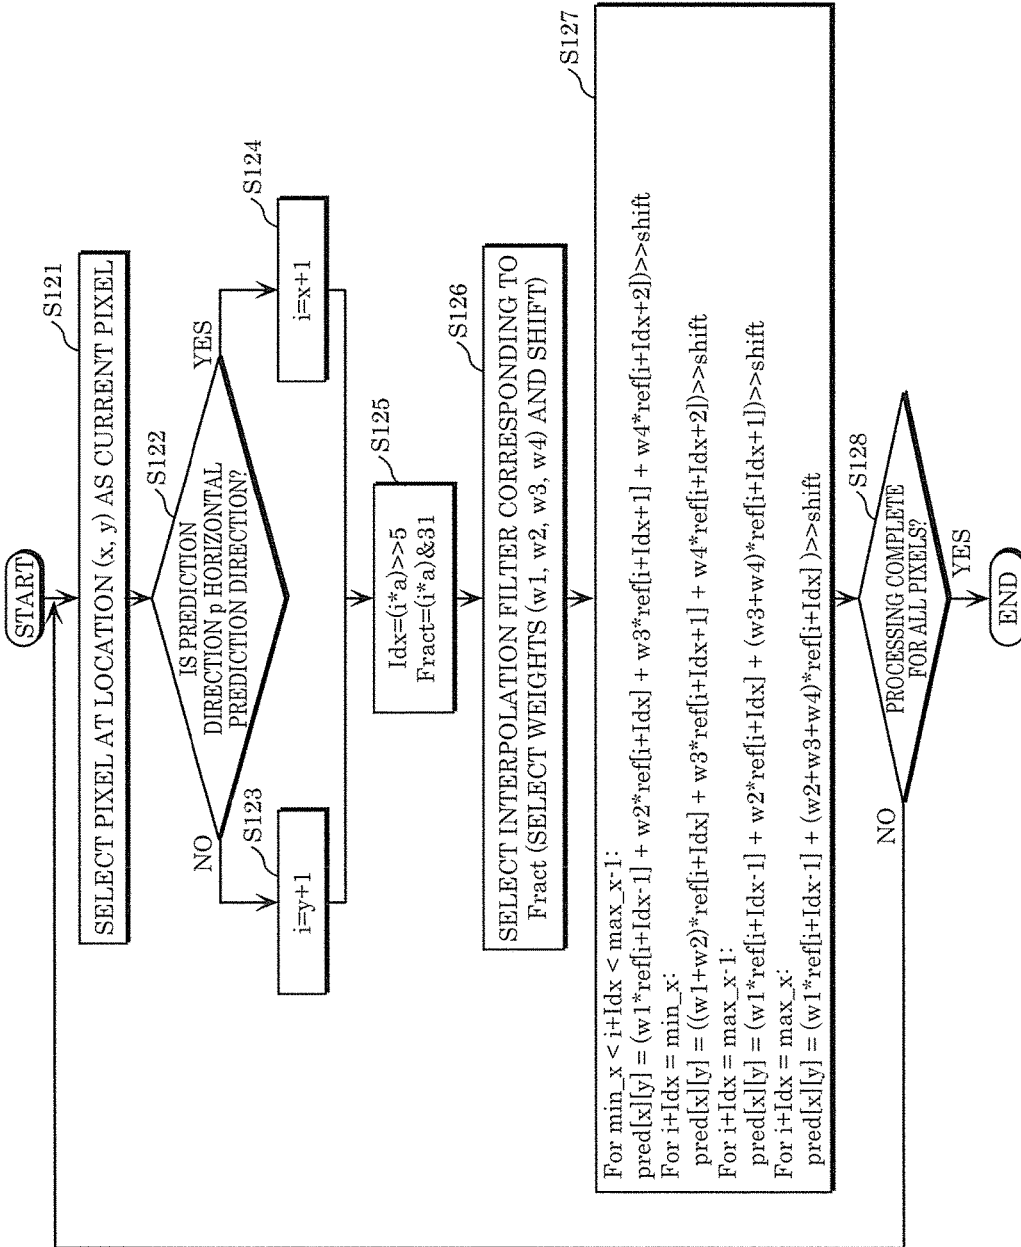 START
S121
SELECT PIXEL AT LOCATION (x, y) AS CURRENT PIXEL
S122
IS PREDICTION
DIRECTION p HORIZONTAL
PREDICTION DIRECTION?
NO
YES
S123
i=y+1
S124
i=x+1
S125
Idx=(i*a)>>5
Fract=(i*a)&31
S126
SELECT INTERPOLATION FILTER CORRESPONDING TO
Fract (SELECT WEIGHTS (w1, w2, w3, w4) AND SHIFT)
S127
For min_x < i+Idx < max_x-1:
pred[x][y] = (w1*ref[i+Idx-1] + w2*ref[i+Idx] + w3*ref[i+Idx+1] + w4*ref[i+Idx+2])>>shift
For i+Idx = min_x:
pred[x][y] = ((w1+w2)*ref[i+Idx] + w3*ref[i+Idx+1] + w4*ref[i+Idx+2])>>shift
For i+Idx = max_x-1:
pred[x][y] = (w1*ref[i+Idx-1] + w2*ref[i+Idx] + (w3+w4)*ref[i+Idx+1])>>shift
For i+Idx = max_x:
pred[x][y] = (w1*ref[i+Idx-1] + (w2+w3+w4)*ref[i+Idx] )>>shift
S128
PROCESSING COMPLETE
FOR ALL PIXELS?
NO
YES
END